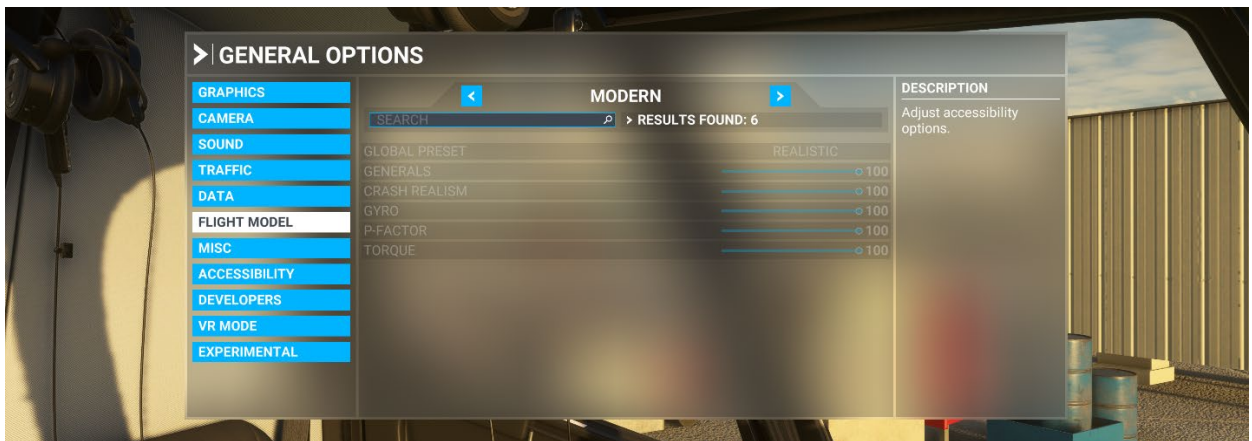 GENERAL OPTIONS
GRAPHICS
CAMERA
SOUND
TRAFFIC
DATA
FLIGHT MODEL
MISC
ACCESSIBILITY
DEVELOPERS
VR MODE
EXPERIMENTAL
< MODERN >
SEARCH > RESULTS FOUND: 6
GLOBAL PRESET REALISTIC
GENERALS 100
CRASH REALISM 100
GYRO 100
P-FACTOR 100
TORQUE 100
DESCRIPTION
Adjust accessibility
options.